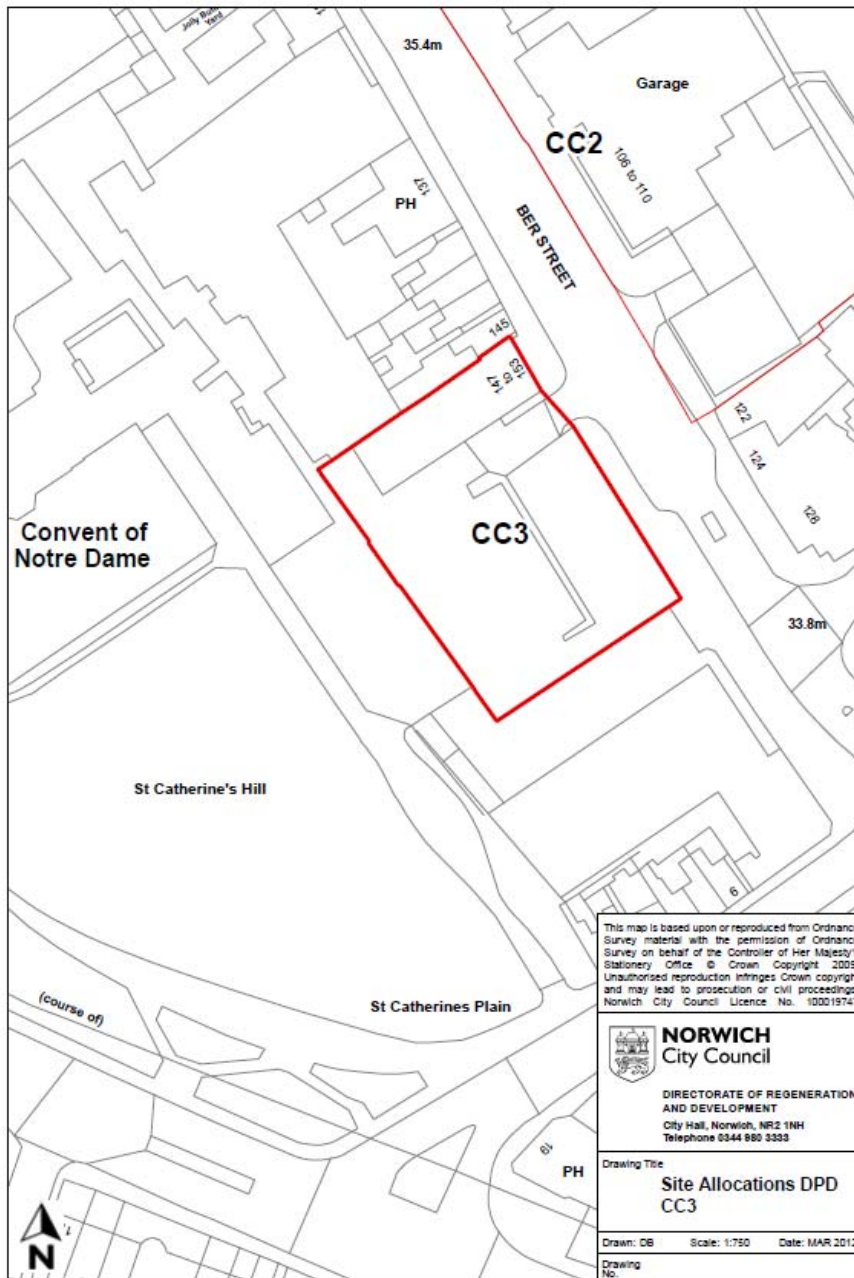 35.4m
Garage
CC2
106 to 110
137
PH
BER STREET
145
147
to
153
122
124
128
CC3
Convent of
Notre Dame
33.8m
St Catherine's Hill
6
(course of)
St Catherines Plain
19
PH
N
This map is based upon or reproduced from Ordnance
Survey material with the permission of Ordnance
Survey on behalf of the Controller of Her Majesty'
Stationery Office © Crown Copyright 2009
Unauthorised reproduction infringes Crown copyrigh
and may lead to prosecution or civil proceedings
Norwich City Council Licence No. 10001974
NORWICH
City Council
DIRECTORATE OF REGENERATION
AND DEVELOPMENT
City Hall, Norwich, NR2 1NH
Telephone 0344 980 3333
Drawing Title
Site Allocations DPD
CC3
Drawn: DB Scale: 1:750 Date: MAR 2012
Drawing
No.